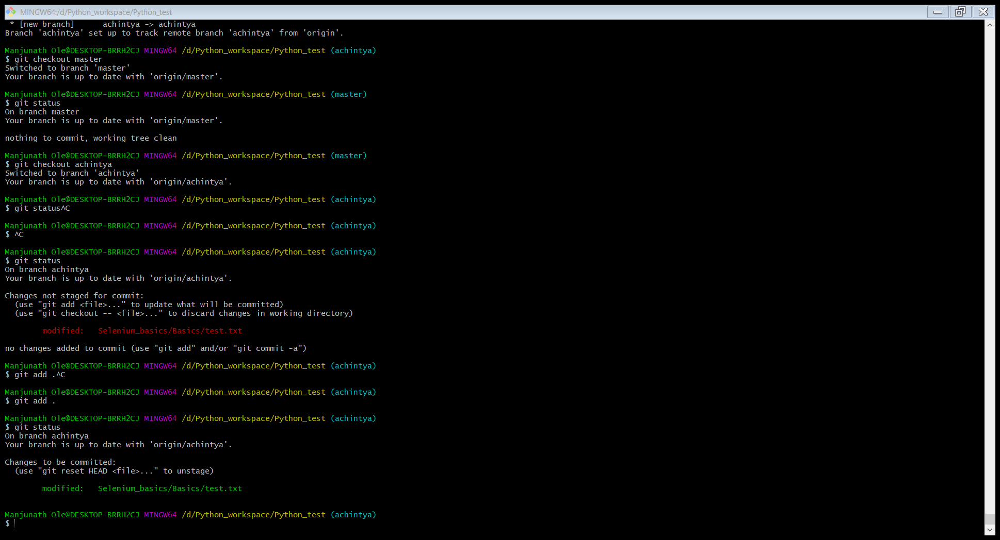 MINGW64:/d/Python_workspace/Python_test
 * [new branch]      achintya -> achintya
Branch 'achintya' set up to track remote branch 'achintya' from 'origin'.
Manjunath Ole@DESKTOP-BRRH2CJ MINGW64 /d/Python_workspace/Python_test (achintya)
$ git checkout master
Switched to branch 'master'
Your branch is up to date with 'origin/master'.
Manjunath Ole@DESKTOP-BRRH2CJ MINGW64 /d/Python_workspace/Python_test (master)
$ git status
On branch master
Your branch is up to date with 'origin/master'.
nothing to commit, working tree clean
Manjunath Ole@DESKTOP-BRRH2CJ MINGW64 /d/Python_workspace/Python_test (master)
$ git checkout achintya
Switched to branch 'achintya'
Your branch is up to date with 'origin/achintya'.
Manjunath Ole@DESKTOP-BRRH2CJ MINGW64 /d/Python_workspace/Python_test (achintya)
$ git status^C
Manjunath Ole@DESKTOP-BRRH2CJ MINGW64 /d/Python_workspace/Python_test (achintya)
$ ^C
Manjunath Ole@DESKTOP-BRRH2CJ MINGW64 /d/Python_workspace/Python_test (achintya)
$ git status
On branch achintya
Your branch is up to date with 'origin/achintya'.
Changes not staged for commit:
  (use "git add <file>..." to update what will be committed)
  (use "git checkout -- <file>..." to discard changes in working directory)
        modified:   Selenium_basics/Basics/test.txt
no changes added to commit (use "git add" and/or "git commit -a")
Manjunath Ole@DESKTOP-BRRH2CJ MINGW64 /d/Python_workspace/Python_test (achintya)
$ git add .^C
Manjunath Ole@DESKTOP-BRRH2CJ MINGW64 /d/Python_workspace/Python_test (achintya)
$ git add .
Manjunath Ole@DESKTOP-BRRH2CJ MINGW64 /d/Python_workspace/Python_test (achintya)
$ git status
On branch achintya
Your branch is up to date with 'origin/achintya'.
Changes to be committed:
  (use "git reset HEAD <file>..." to unstage)
        modified:   Selenium_basics/Basics/test.txt
Manjunath Ole@DESKTOP-BRRH2CJ MINGW64 /d/Python_workspace/Python_test (achintya)
$